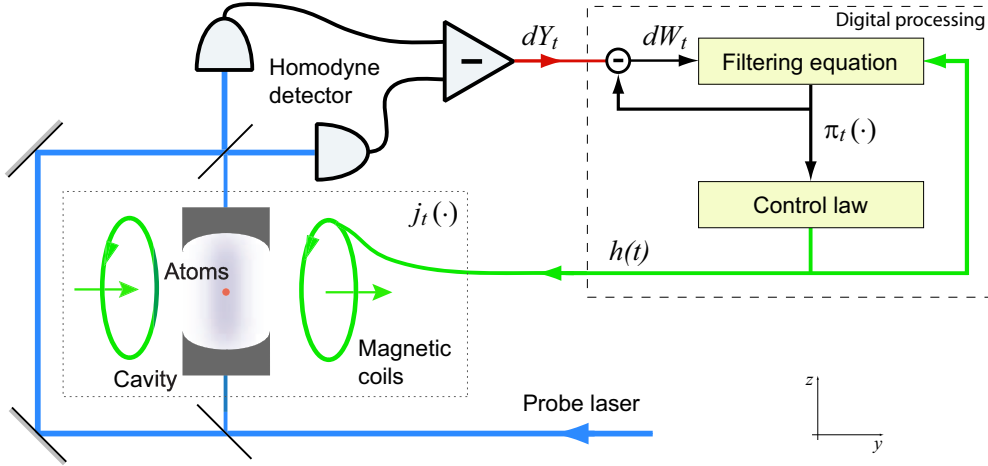 Digital processing
dY_t
dW_t
-
-
Filtering equation
Homodyne
detector
π_t(·)
j_t(·)
Control law
h(t)
Atoms
Magnetic
coils
Cavity
Probe laser
z
y